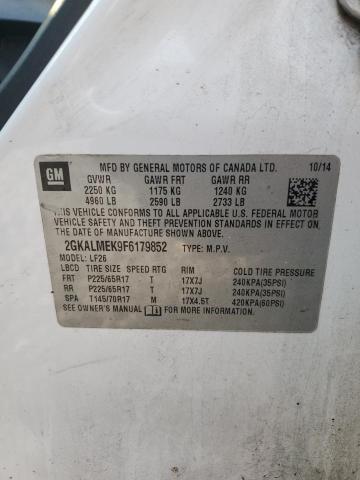 GM
MFD BY GENERAL MOTORS OF CANADA LTD. 10/14
GVWR GAWR FRT GAWR RR
2250 KG 1175 KG 1240 KG
4960 LB 2590 LB 2733 LB
THIS VEHICLE CONFORMS TO ALL APPLICABLE U.S. FEDERAL MOTOR
VEHICLE SAFETY AND THEFT PREVENTION STANDARDS IN EFFECT ON
THE DATE OF MANUFACTURE SHOWN ABOVE.
2GKALMEK9F6179852 TYPE: M.P.V.
MODEL: LF26
LBCD TIRE SIZE SPEED RTG RIM COLD TIRE PRESSURE
FRT P225/65R17 T 17X7J 240KPA(35PSI)
RR P225/65R17 T 17X7J 240KPA(35PSI)
SPA T145/70R17 M 17X4.5T 420KPA(60PSI)
SEE OWNER'S MANUAL FOR MORE INFORMATION.